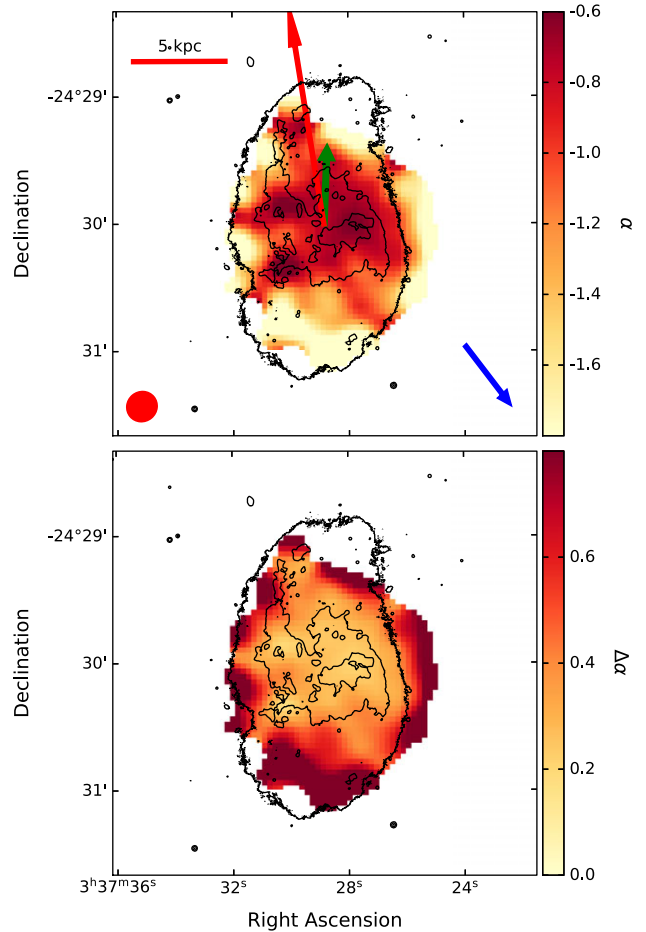 5 kpc
-24°29'
30'
31'
Declination
-0.6
-0.8
-1.0
-1.2
-1.4
-1.6
α
-24°29'
30'
31'
Declination
0.6
0.4
0.2
0.0
Δα
3ʰ37ᵐ36ˢ 32ˢ 28ˢ 24ˢ
Right Ascension